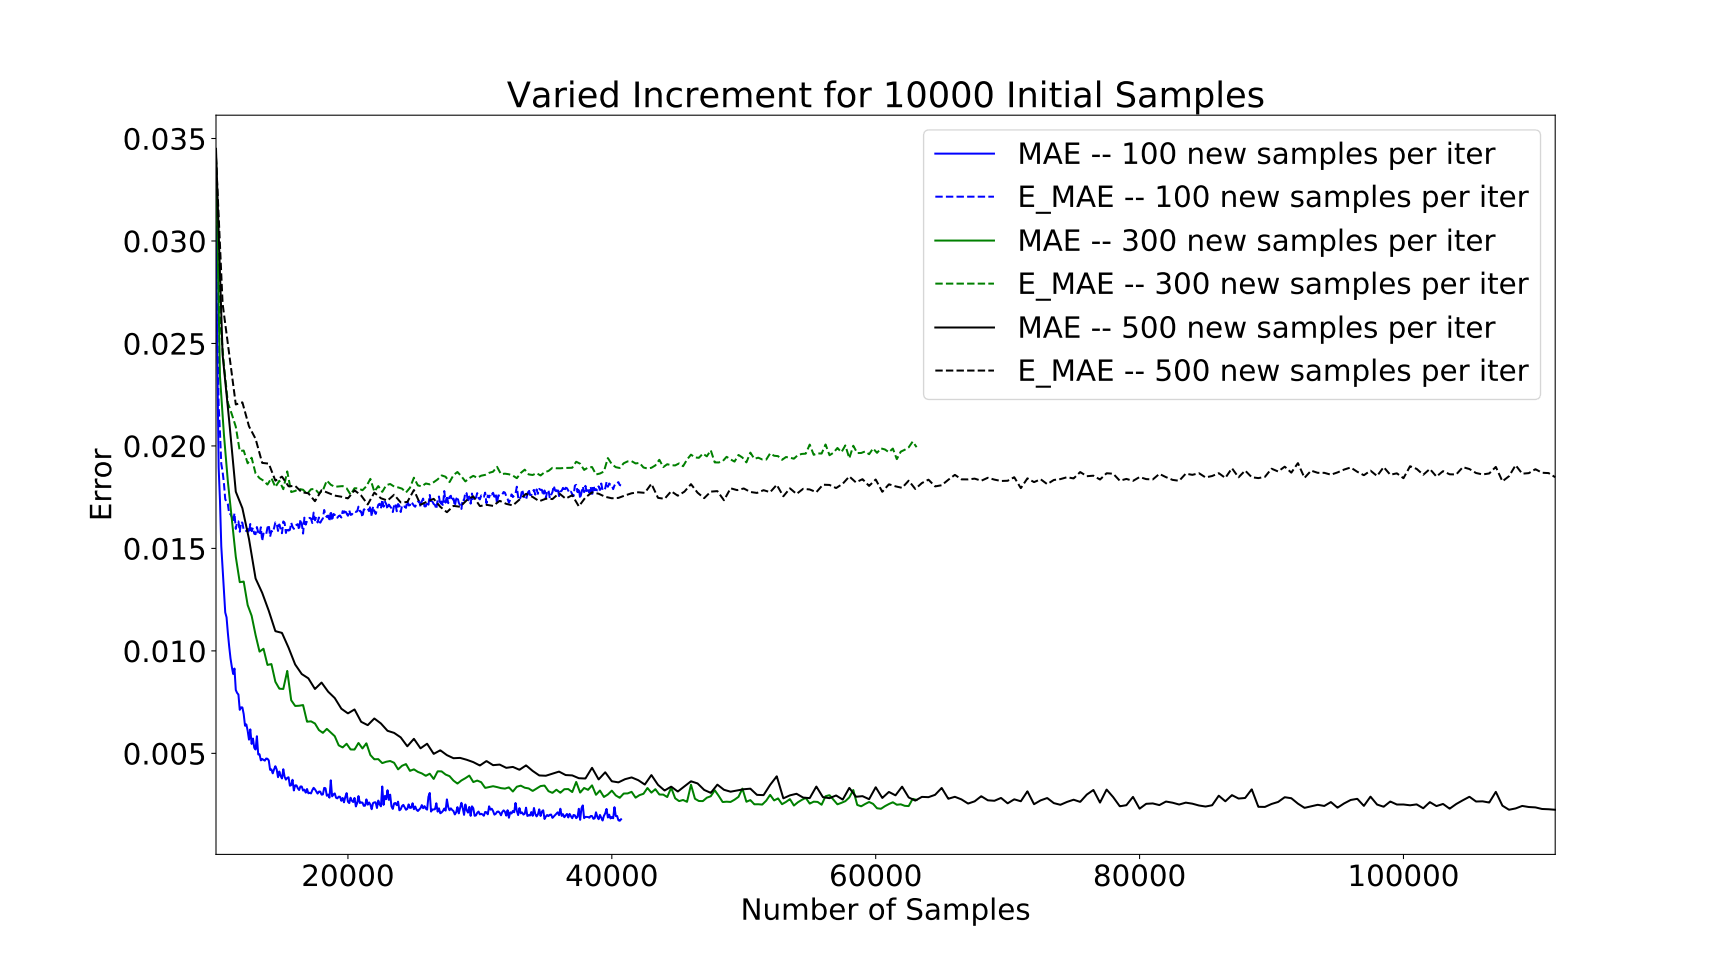 Varied Increment for 10000 Initial Samples
0.035
0.030
0.025
0.020
0.015
0.010
0.005
Error
MAE -- 100 new samples per iter
E_MAE -- 100 new samples per iter
MAE -- 300 new samples per iter
E_MAE -- 300 new samples per iter
MAE -- 500 new samples per iter
E_MAE -- 500 new samples per iter
20000 40000 60000 80000 100000
Number of Samples